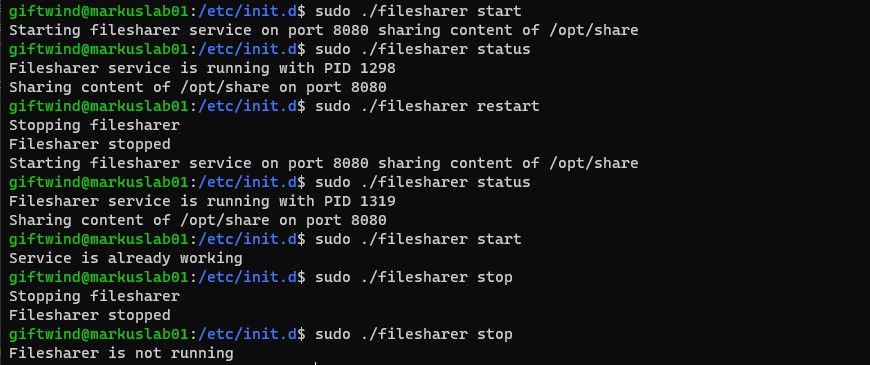 giftwind@markuslab01:/etc/init.d$ sudo ./filesharer start
Starting filesharer service on port 8080 sharing content of /opt/share
giftwind@markuslab01:/etc/init.d$ sudo ./filesharer status
Filesharer service is running with PID 1298
Sharing content of /opt/share on port 8080
giftwind@markuslab01:/etc/init.d$ sudo ./filesharer restart
Stopping filesharer
Filesharer stopped
Starting filesharer service on port 8080 sharing content of /opt/share
giftwind@markuslab01:/etc/init.d$ sudo ./filesharer status
Filesharer service is running with PID 1319
Sharing content of /opt/share on port 8080
giftwind@markuslab01:/etc/init.d$ sudo ./filesharer start
Service is already working
giftwind@markuslab01:/etc/init.d$ sudo ./filesharer stop
Stopping filesharer
Filesharer stopped
giftwind@markuslab01:/etc/init.d$ sudo ./filesharer stop
Filesharer is not running